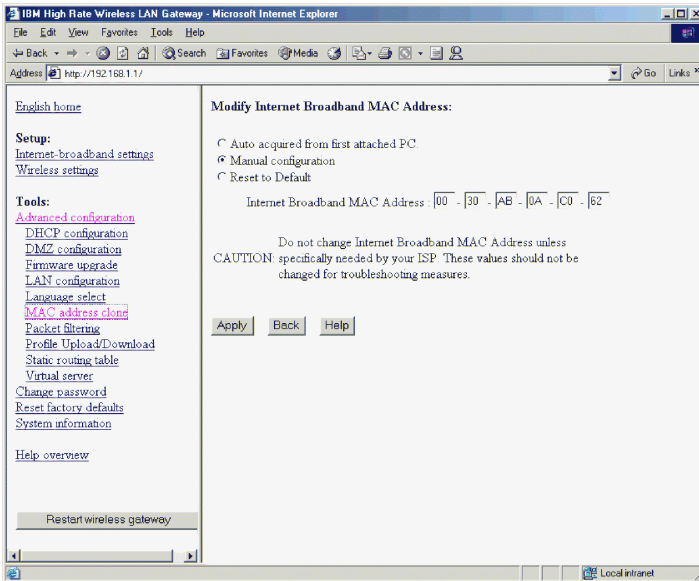 IBM High Rate Wireless LAN Gateway - Microsoft Internet Explorer
File Edit View Favorites Tools Help
Back Search Favorites Media
Address http://192.168.1.1/ Go Links »
English home
Setup:
Internet-broadband settings
Wireless settings
Tools:
Advanced configuration
DHCP configuration
DMZ configuration
Firmware upgrade
LAN configuration
Language select
MAC address clone
Packet filtering
Profile Upload/Download
Static routing table
Virtual server
Change password
Reset factory defaults
System information
Help overview
Restart wireless gateway
Modify Internet Broadband MAC Address:
Auto acquired from first attached PC.
Manual configuration
Reset to Default
Internet Broadband MAC Address : 00 - 30 - AB - 0A - C0 - 62
Do not change Internet Broadband MAC Address unless
CAUTION: specifically needed by your ISP. These values should not be
changed for troubleshooting measures.
Apply Back Help
Local intranet